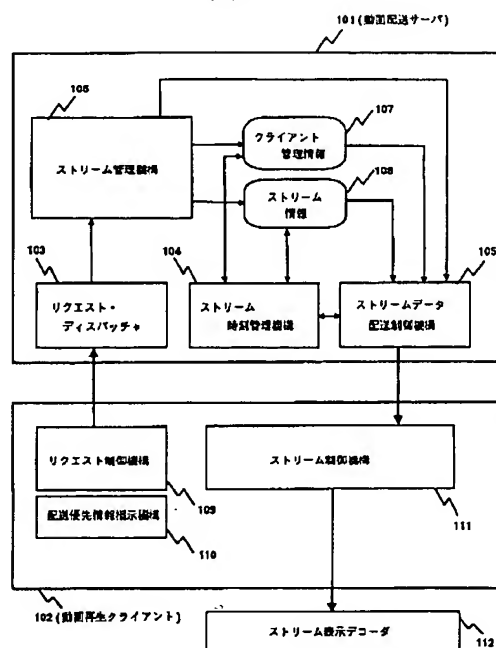 101(動画配送サーバ)
106
ストリーム管理機構
クライアント
管理情報
107
ストリーム
情報
108
103
リクエスト・
ディスパッチャ
104
ストリーム
時刻管理機構
105
ストリームデータ
配送制御機構
リクエスト制御機構
109
配送優先情報指示機構
110
ストリーム制御機構
111
102(動画再生クライアント)
ストリーム表示デコーダ
112